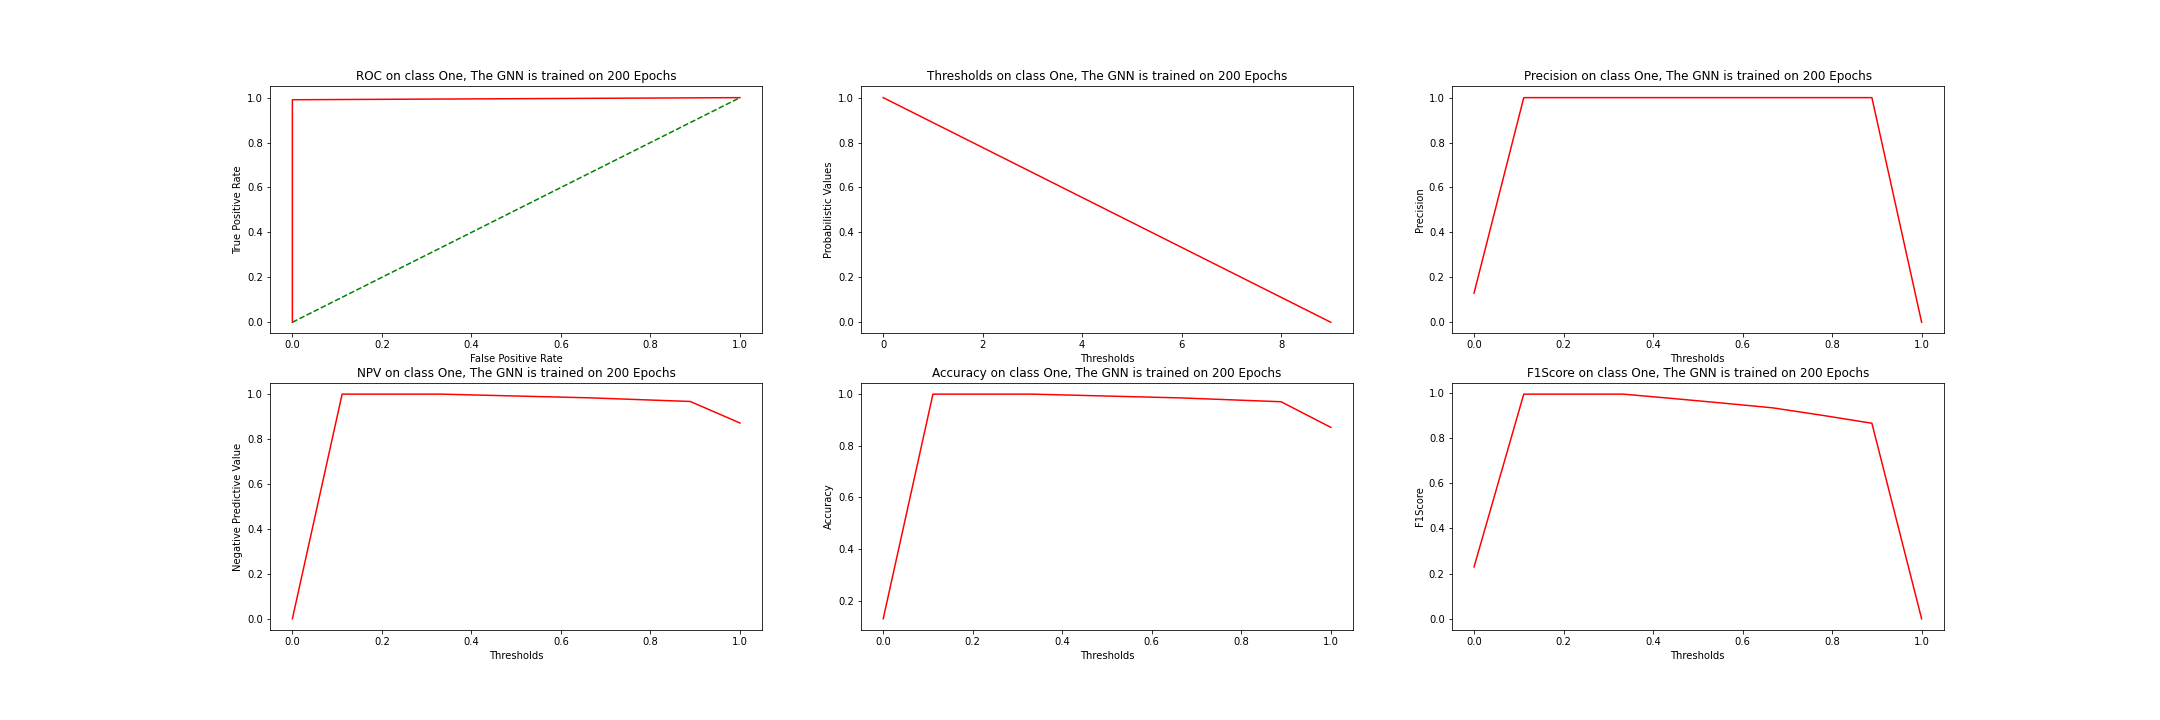 ROC on class One, The GNN is trained on 200 Epochs
1.0
0.8
0.6
0.4
0.2
0.0
True Positive Rate
0.0 0.2 0.4 0.6 0.8 1.0
False Positive Rate
Thresholds on class One, The GNN is trained on 200 Epochs
1.0
0.8
0.6
0.4
0.2
0.0
Probabilistic Values
0 2 4 6 8
Thresholds
Precision on class One, The GNN is trained on 200 Epochs
1.0
0.8
0.6
0.4
0.2
0.0
Precision
0.0 0.2 0.4 0.6 0.8 1.0
Thresholds
NPV on class One, The GNN is trained on 200 Epochs
1.0
0.8
0.6
0.4
0.2
0.0
Negative Predictive Value
0.0 0.2 0.4 0.6 0.8 1.0
Thresholds
Accuracy on class One, The GNN is trained on 200 Epochs
1.0
0.8
0.6
0.4
0.2
Accuracy
0.0 0.2 0.4 0.6 0.8 1.0
Thresholds
F1Score on class One, The GNN is trained on 200 Epochs
1.0
0.8
0.6
0.4
0.2
0.0
F1Score
0.0 0.2 0.4 0.6 0.8 1.0
Thresholds